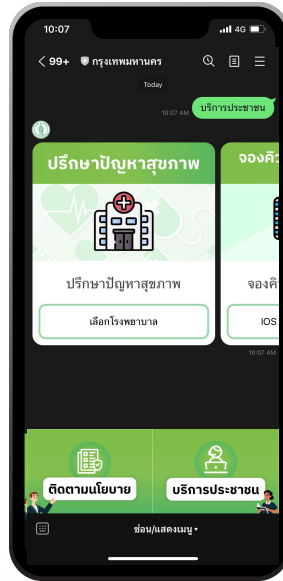 10:07
4G
99+ กรุงเทพมหานคร
Today
10:07 AM บริการประชาชน
ปรึกษาปัญหาสุขภาพ
จองคิว
ปรึกษาปัญหาสุขภาพ
จองคิ
เลือกโรงพยาบาล
IOS
10:07 AM
ติดตามนโยบาย
บริการประชาชน
ซ่อน/แสดงเมนู